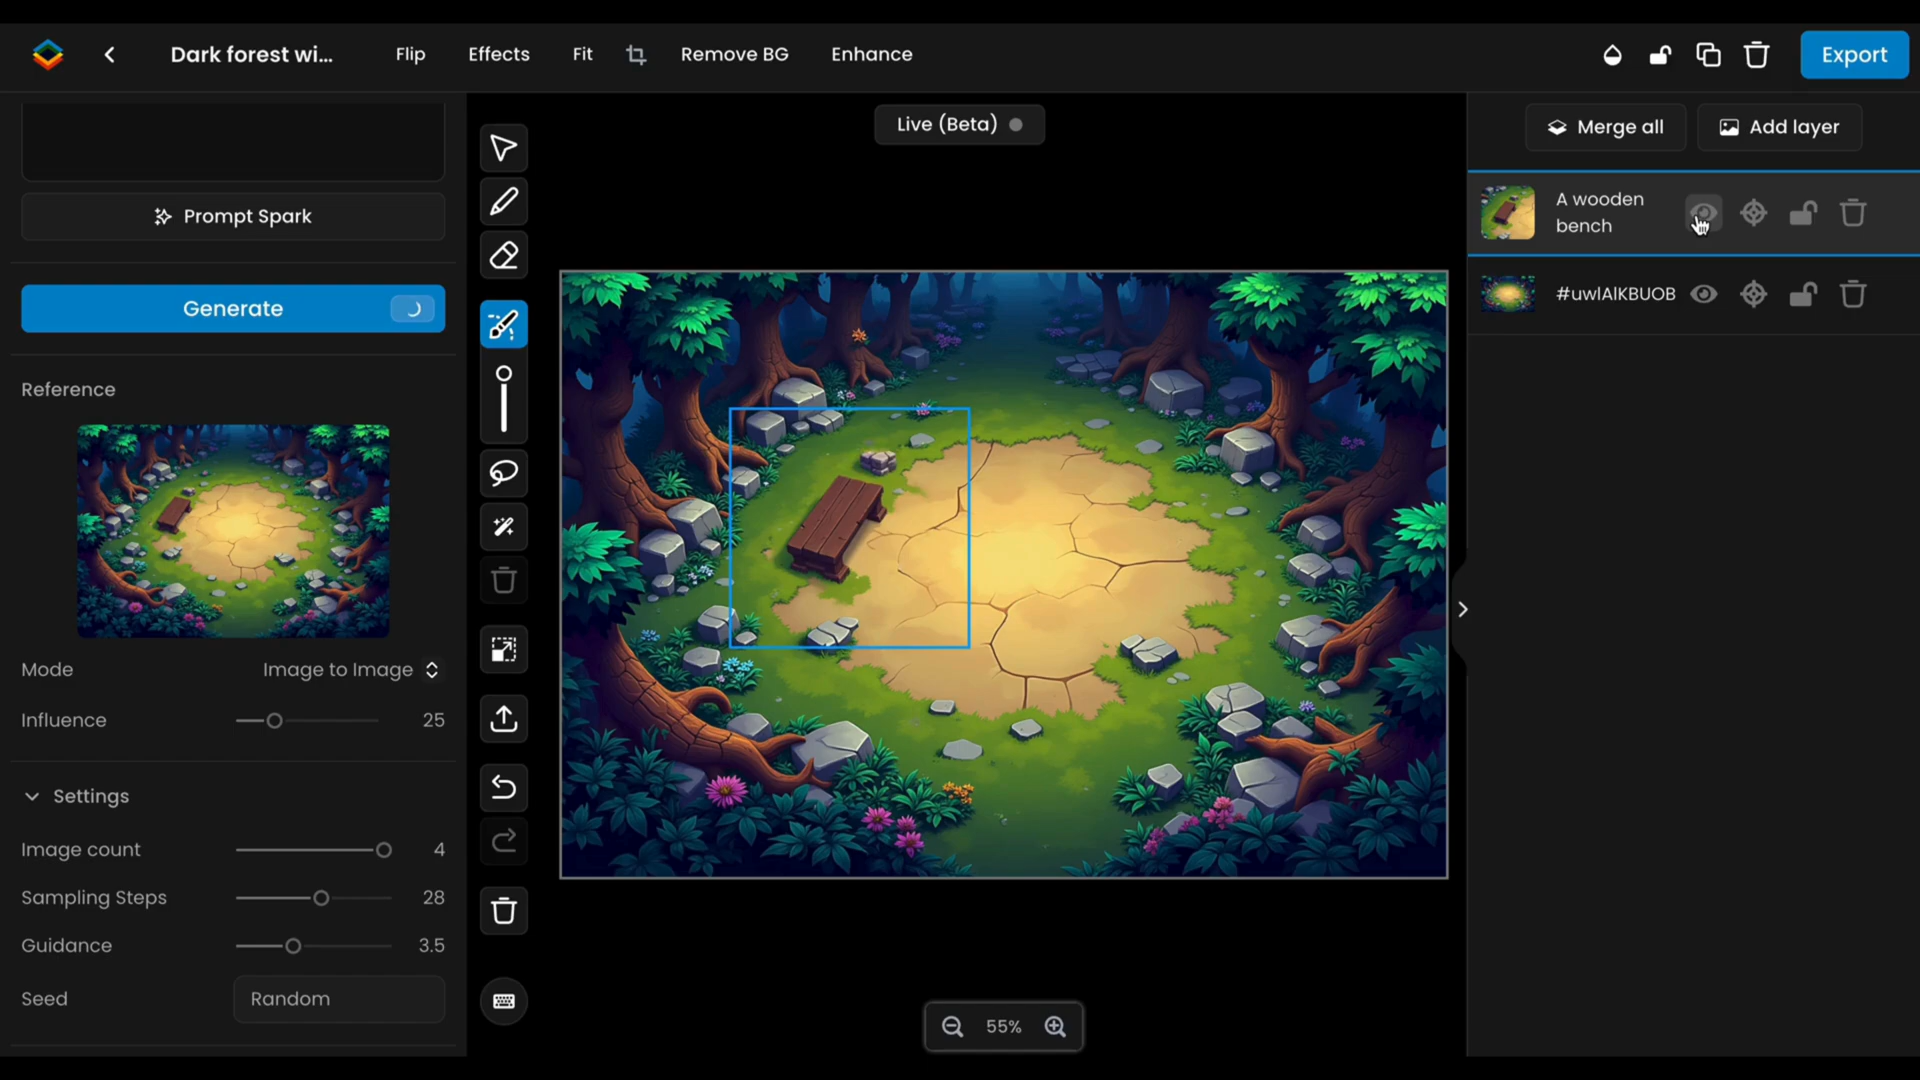 Dark forest wi...
Flip
Effects
Fit
Remove BG
Enhance
Export
Live (Beta)
Merge all
Add layer
A wooden
bench
#uwlAlKBUOB
Prompt Spark
Generate
Reference
Mode
Image to Image
Influence
25
Settings
Image count
4
Sampling Steps
28
Guidance
3.5
Seed
Random
55%